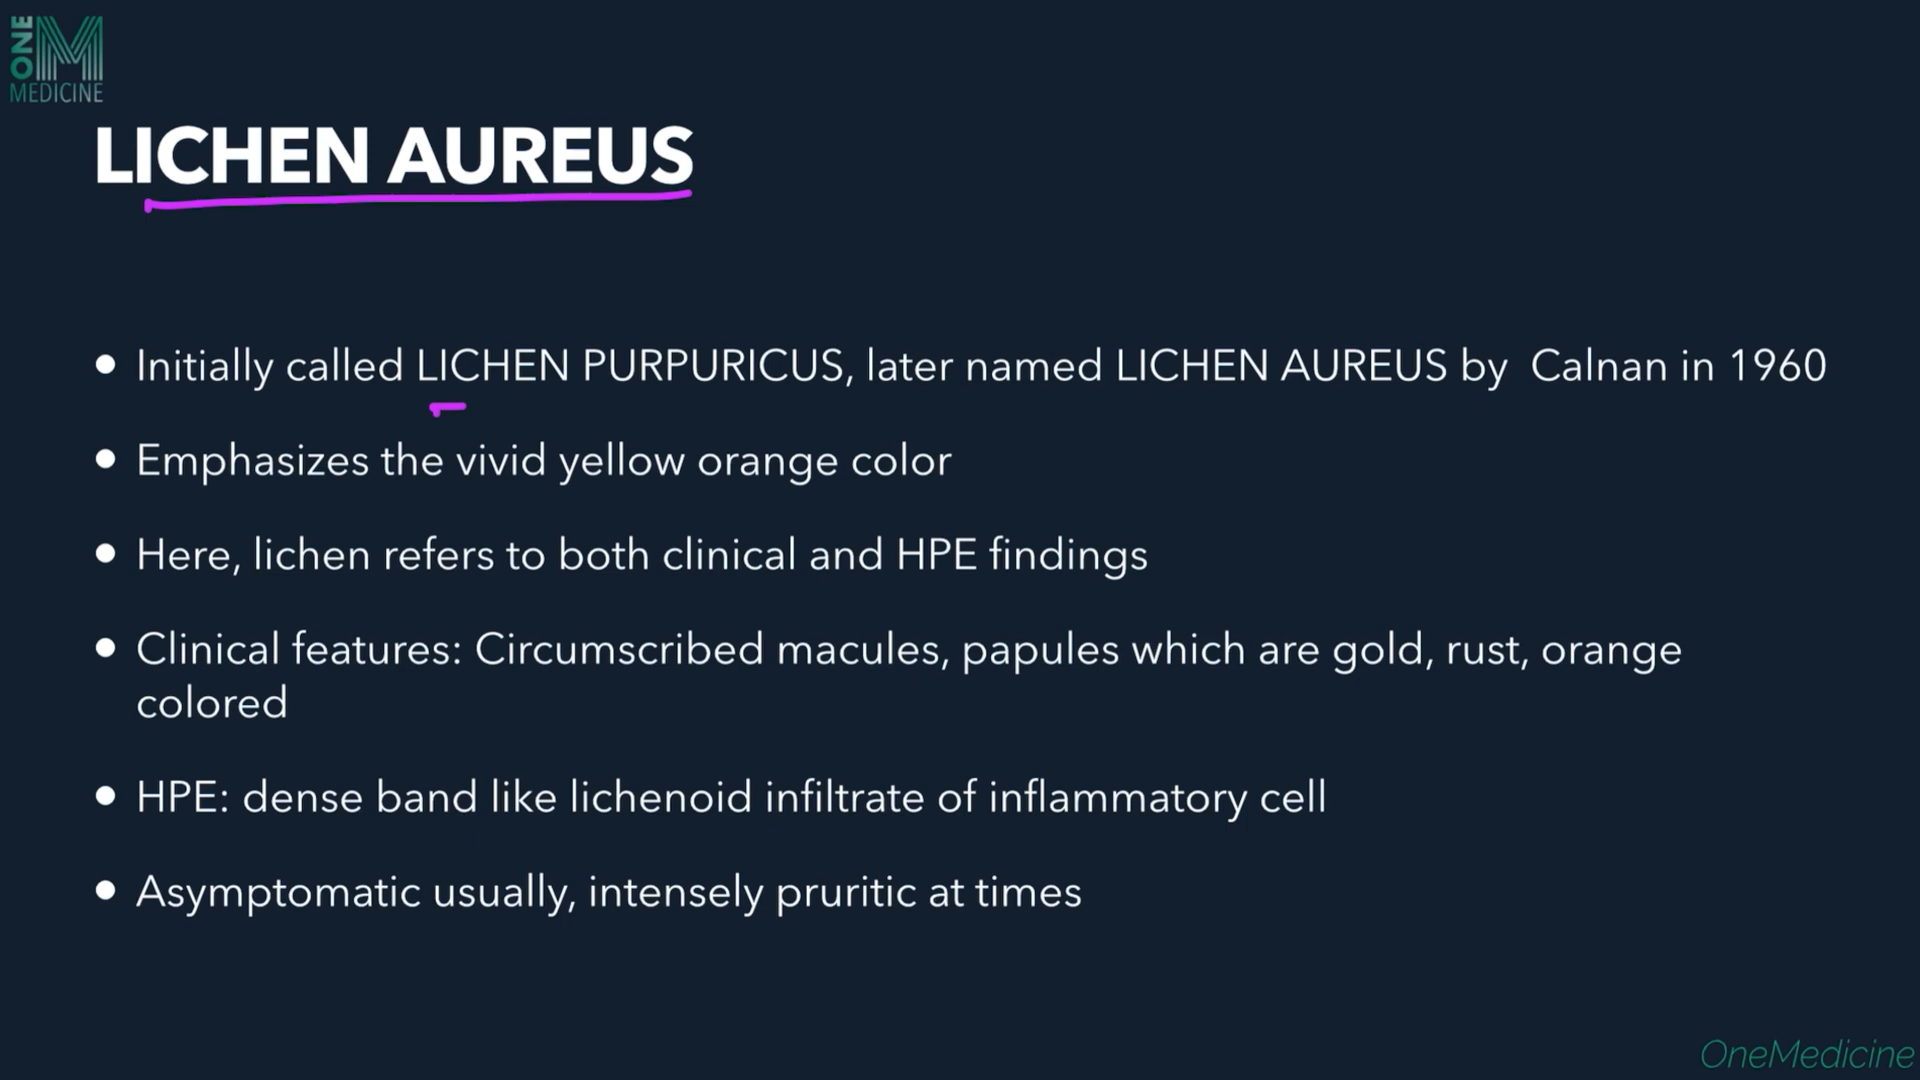 ONE
M
MEDICINE
LICHEN AUREUS
• Initially called LICHEN PURPURICUS, later named LICHEN AUREUS by Calnan in 1960
• Emphasizes the vivid yellow orange color
• Here, lichen refers to both clinical and HPE findings
• Clinical features: Circumscribed macules, papules which are gold, rust, orange
colored
• HPE: dense band like lichenoid infiltrate of inflammatory cell
• Asymptomatic usually, intensely pruritic at times
OneMedicine